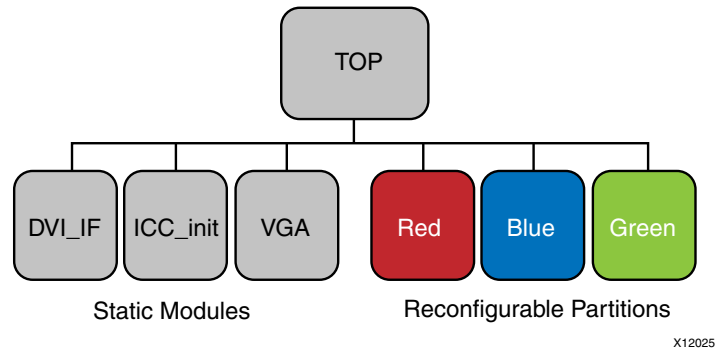 TOP
DVI_IF
ICC_init
VGA
Red
Blue
Green
Static Modules
Reconfigurable Partitions
X12025